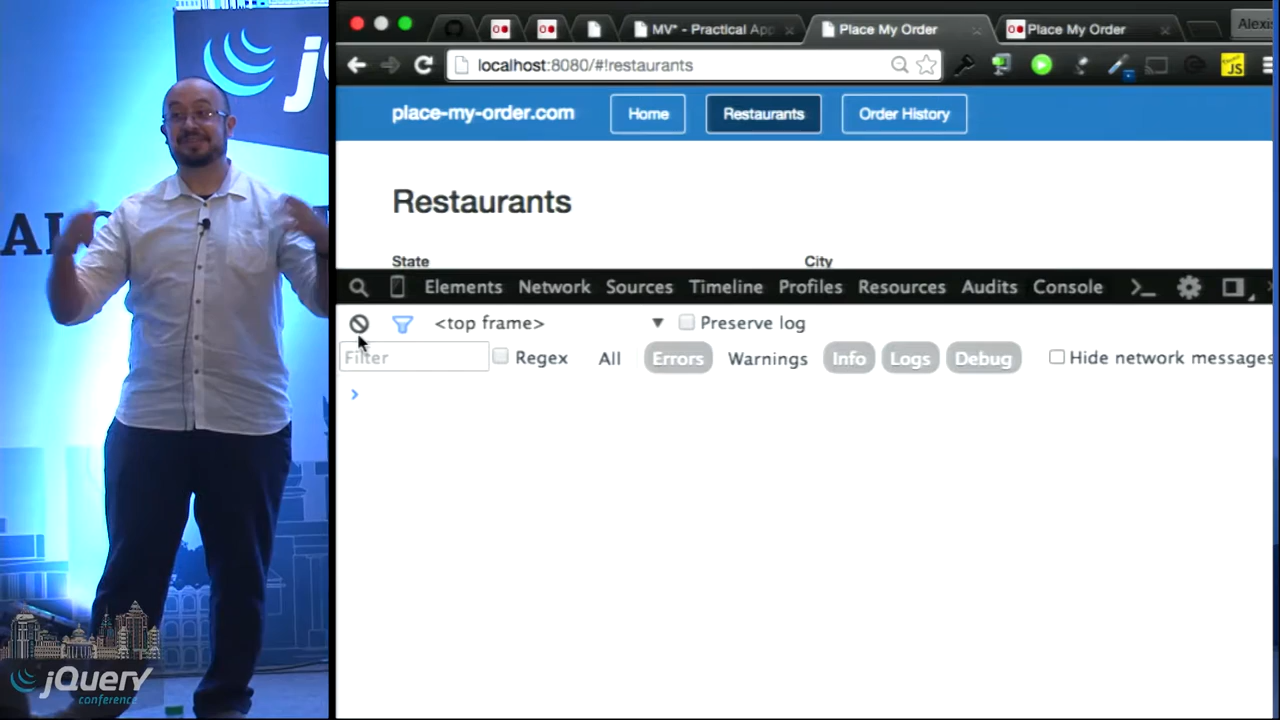 MV* - Practical App
Place My Order
Place My Order
Alexis
localhost:8080/#!restaurants
place-my-order.com
Home
Restaurants
Order History
Restaurants
State
City
Elements
Network
Sources
Timeline
Profiles
Resources
Audits
Console
<top frame>
Preserve log
Filter
Regex
All
Errors
Warnings
Info
Logs
Debug
Hide network messages
jQuery
conference